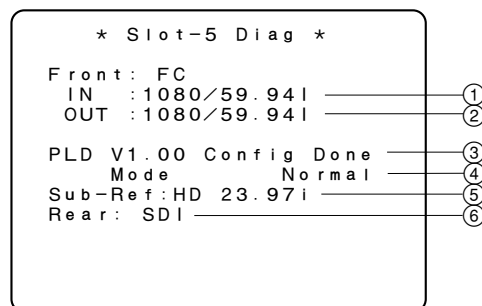 * Slot-5 Diag *
Front: FC
IN :1080/59.94I ①
OUT :1080/59.94I ②
PLD V1.00 Config Done ③
Mode Normal ④
Sub-Ref:HD 23.97i ⑤
Rear: SDI ⑥